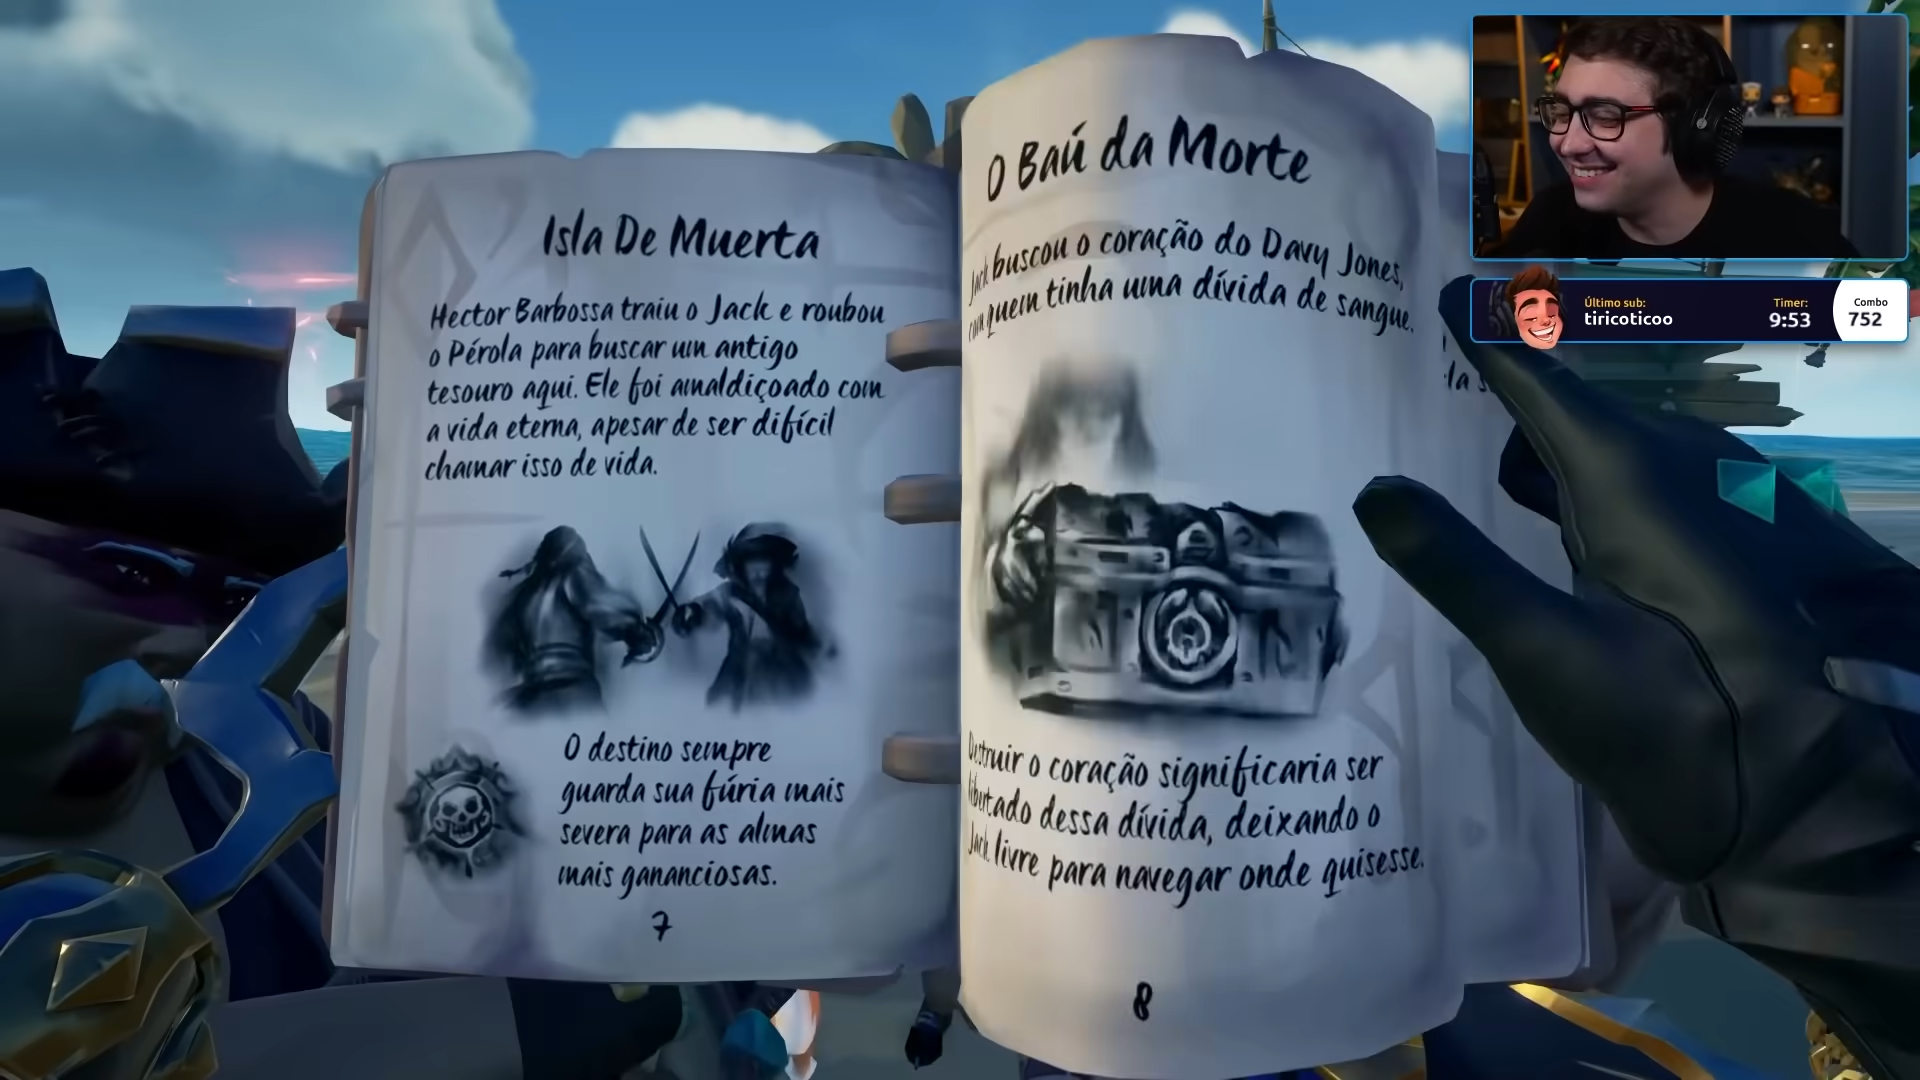 Isla De Muerta
Hector Barbossa traiu o Jack e roubou
o Pérola para buscar um antigo
tesouro aqui. Ele foi amaldiçoado com
a vida eterna, apesar de ser difícil
chamar isso de vida.
O destino sempre
guarda sua fúria mais
severa para as almas
mais gananciosas.
7
O Baú da Morte
Jack buscou o coração do Davy Jones,
com quem tinha uma dívida de sangue.
Destruir o coração significaria ser
libertado dessa dívida, deixando o
Jack livre para navegar onde quisesse.
8
Último sub:
tiricoticoo
Timer:
9:53
Combo
752